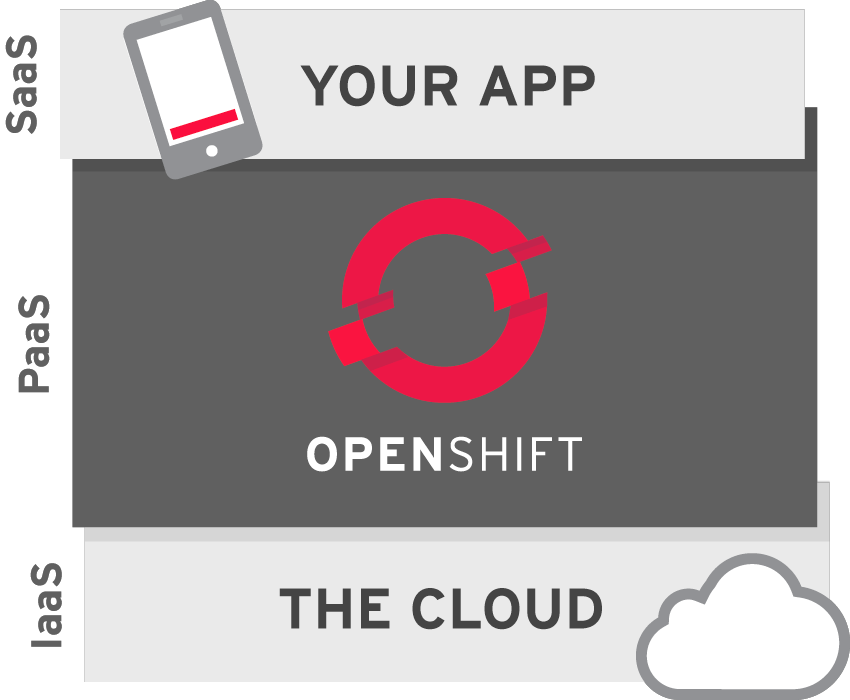 SaaS
YOUR APP
PaaS
OPENSHIFT
IaaS
THE CLOUD